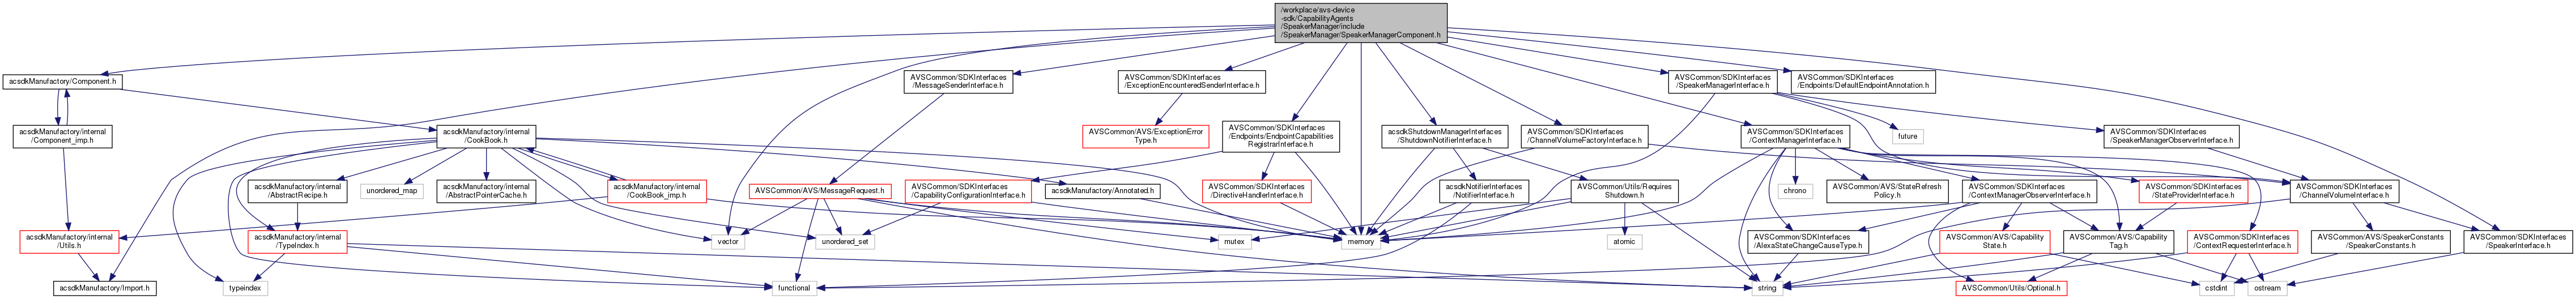 /workplace/avs-device
-sdk/CapabilityAgents
/SpeakerManager/include
/SpeakerManager/SpeakerManagerComponent.h
acsdkManufactory/Component.h
AVSCommon/SDKInterfaces
/MessageSenderInterface.h
AVSCommon/SDKInterfaces
/ExceptionEncounteredSenderInterface.h
AVSCommon/SDKInterfaces
/SpeakerManagerInterface.h
AVSCommon/SDKInterfaces
/Endpoints/DefaultEndpointAnnotation.h
acsdkManufactory/internal
/Component_imp.h
acsdkManufactory/internal
/CookBook.h
AVSCommon/AVS/ExceptionError
Type.h
AVSCommon/SDKInterfaces
/Endpoints/EndpointCapabilities
RegistrarInterface.h
acsdkShutdownManagerInterfaces
/ShutdownNotifierInterface.h
AVSCommon/SDKInterfaces
/ChannelVolumeFactoryInterface.h
AVSCommon/SDKInterfaces
/ContextManagerInterface.h
future
AVSCommon/SDKInterfaces
/SpeakerManagerObserverInterface.h
acsdkManufactory/internal
/AbstractRecipe.h
unordered_map
acsdkManufactory/internal
/AbstractPointerCache.h
acsdkManufactory/internal
/CookBook_imp.h
AVSCommon/AVS/MessageRequest.h
AVSCommon/SDKInterfaces
/CapabilityConfigurationInterface.h
acsdkManufactory/Annotated.h
AVSCommon/SDKInterfaces
/DirectiveHandlerInterface.h
acsdkNotifierInterfaces
/NotifierInterface.h
AVSCommon/Utils/Requires
Shutdown.h
chrono
AVSCommon/AVS/StateRefresh
Policy.h
AVSCommon/SDKInterfaces
/ContextManagerObserverInterface.h
AVSCommon/SDKInterfaces
/StateProviderInterface.h
AVSCommon/SDKInterfaces
/ChannelVolumeInterface.h
acsdkManufactory/internal
/Utils.h
acsdkManufactory/internal
/TypeIndex.h
vector
unordered_set
mutex
memory
atomic
AVSCommon/SDKInterfaces
/AlexaStateChangeCauseType.h
AVSCommon/AVS/Capability
State.h
AVSCommon/AVS/Capability
Tag.h
AVSCommon/SDKInterfaces
/ContextRequesterInterface.h
AVSCommon/AVS/SpeakerConstants
/SpeakerConstants.h
AVSCommon/SDKInterfaces
/SpeakerInterface.h
acsdkManufactory/Import.h
typeindex
functional
string
AVSCommon/Utils/Optional.h
cstdint
ostream